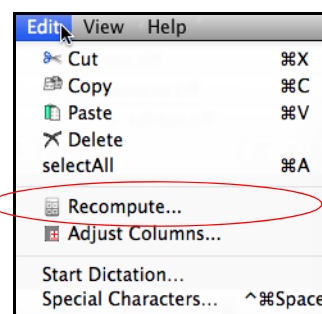 Edit View Help
Cut ⌘X
Copy ⌘C
Paste ⌘V
Delete
selectAll ⌘A
Recompute...
Adjust Columns...
Start Dictation...
Special Characters... ^⌘Space